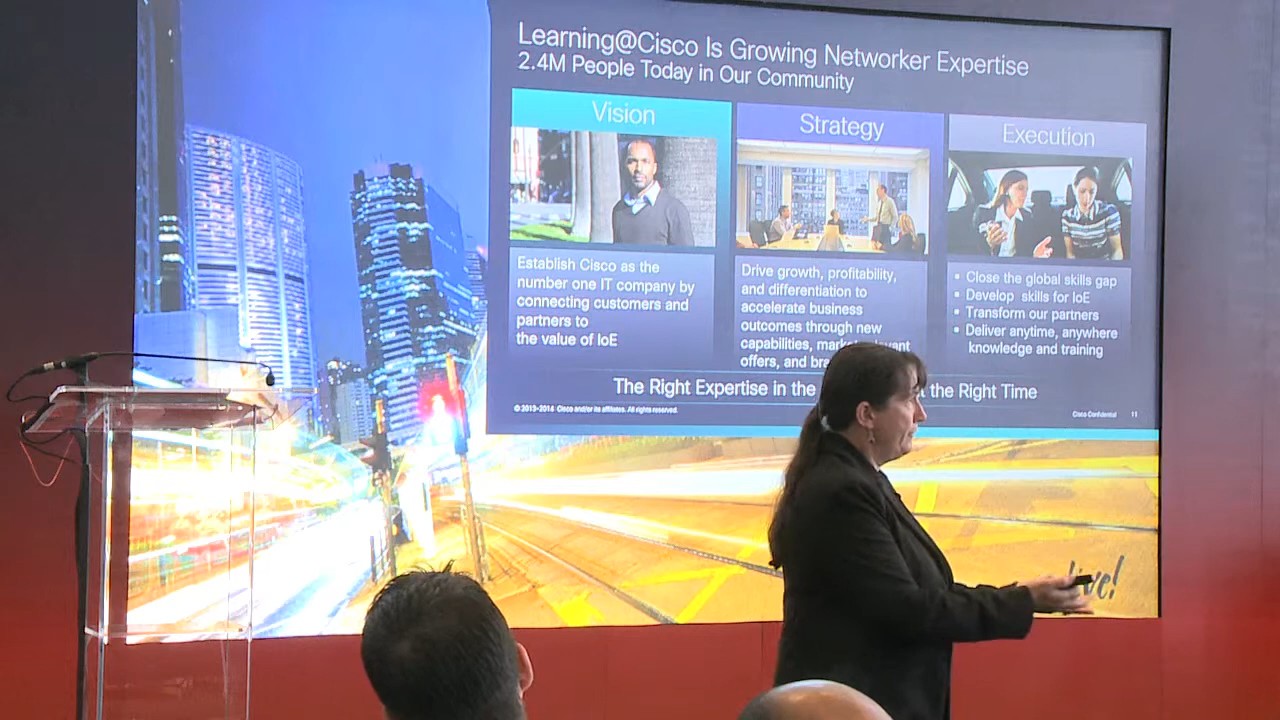 Learning@Cisco Is Growing Networker Expertise
2.4M People Today in Our Community
Vision
Establish Cisco as the
number one IT company by
connecting customers and
partners to
the value of IoE
Strategy
Drive growth, profitability,
and differentiation to
accelerate business
outcomes through new
capabilities,
offers, and
Execution
▪ Close the global skills gap
▪ Develop skills for IoE
▪ Transform our partners
▪ Deliver anytime, anywhere
knowledge and training
The Right Expertise in the the Right Time
© 2013-2014 Cisco and/or its affiliates. All rights reserved.
Cisco Confidential 11
live!